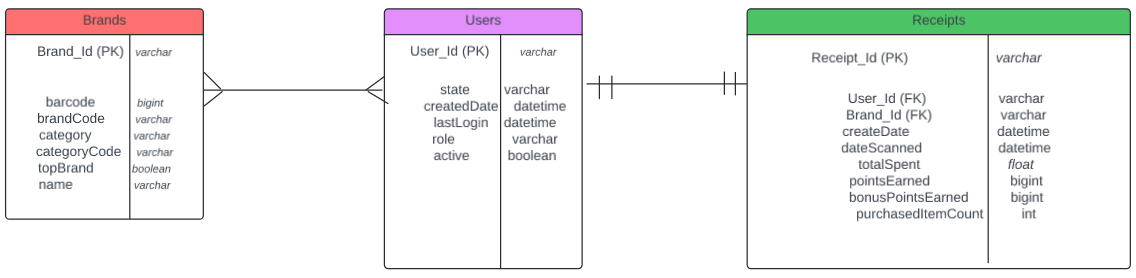 Brands
Brand_Id (PK) varchar
barcode bigint
brandCode varchar
category varchar
categoryCode varchar
topBrand boolean
name varchar
Users
User_Id (PK) varchar
state varchar
createdDate datetime
lastLogin datetime
role varchar
active boolean
Receipts
Receipt_Id (PK) varchar
User_Id (FK) varchar
Brand_Id (FK) varchar
createDate datetime
dateScanned datetime
totalSpent float
pointsEarned bigint
bonusPointsEarned bigint
purchasedItemCount int